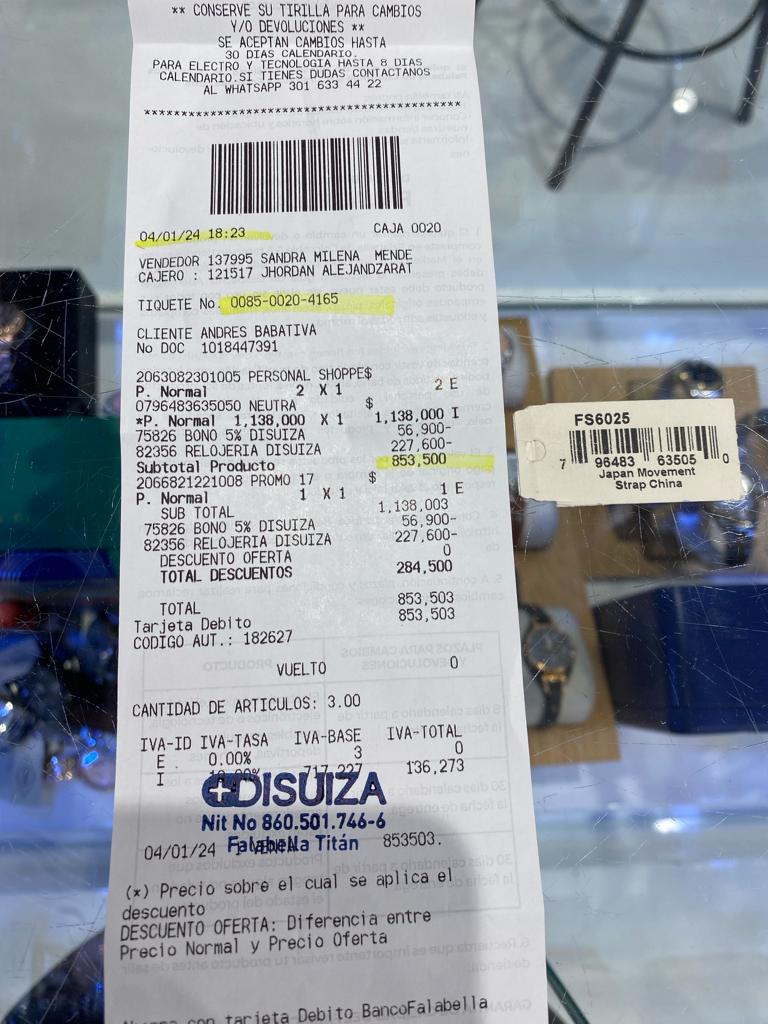 ** CONSERVE SU TIRILLA PARA CAMBIOS
Y/O DEVOLUCIONES **
SE ACEPTAN CAMBIOS HASTA
30 DIAS CALENDARIO.
PARA ELECTRO Y TECNOLOGIA HASTA 8 DIAS
CALENDARIO.SI TIENES DUDAS CONTACTANOS
AL WHATSAPP 301 633 44 22
04/01/24 18:23 CAJA 0020
VENDEDOR 137995 SANDRA MILENA MENDE
CAJERO : 121517 JHORDAN ALEJANDZARAT
TIQUETE No. 0085-0020-4165
CLIENTE ANDRES BABATIVA
No DOC 1018447391
2063082301005 PERSONAL SHOPPE$
P. Normal 2 X 1 2 E
0796483635050 NEUTRA $
*P. Normal 1,138,000 X 1 1,138,000 I
75826 BONO 5% DISUIZA 56,900-
82356 RELOJERIA DISUIZA 227,600-
Subtotal Producto 853,500
2066821221008 PROMO 17 $
P. Normal 1 X 1 1 E
SUB TOTAL 1,138,003
75826 BONO 5% DISUIZA 56,900-
82356 RELOJERIA DISUIZA 227,600-
DESCUENTO OFERTA 0
TOTAL DESCUENTOS 284,500
TOTAL 853,503
Tarjeta Debito 853,503
CODIGO AUT.: 182627
VUELTO 0
CANTIDAD DE ARTICULOS: 3.00
IVA-ID IVA-TASA IVA-BASE IVA-TOTAL
E 0.00% 3 0
I 717,227 136,273
DISUIZA
Nit No 860.501.746-6
Falabella Titán
04/01/24 853503.
(*) Precio sobre el cual se aplica el
descuento
DESCUENTO OFERTA: Diferencia entre
Precio Normal y Precio Oferta
con tarjeta Debito BancoFalabella
FS6025
7 96483 63505 0
Japan Movement
Strap China